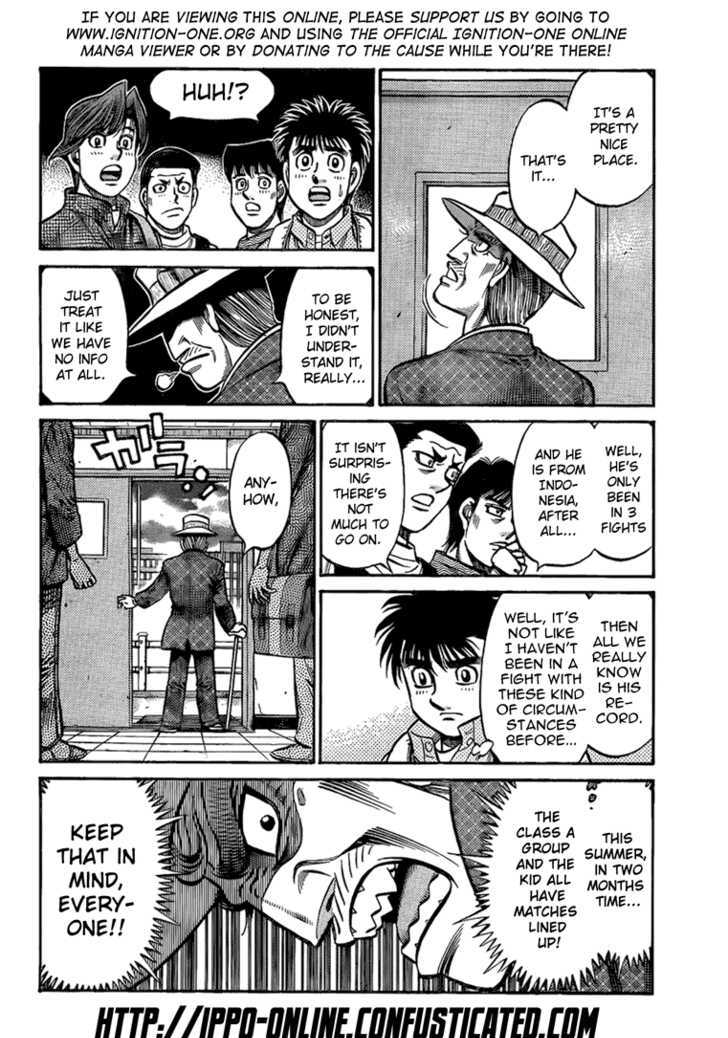 IF YOU ARE VIEWING THIS ONLINE, PLEASE SUPPORT US BY GOING TO
WWW.IGNITION-ONE.ORG AND USING THE OFFICIAL IGNITION-ONE ONLINE
MANGA VIEWER OR BY DONATING TO THE CAUSE WHILE YOU'RE THERE!
IT'S A
PRETTY
NICE
PLACE.
THAT'S
IT...
HUH!?
TO BE
HONEST,
I DIDN'T
UNDER-
STAND IT,
REALLY...
JUST
TREAT
IT LIKE
WE HAVE
NO INFO
AT ALL.
WELL,
HE'S
ONLY
BEEN
IN 3
FIGHTS
AND HE
IS FROM
INDO-
NESIA,
AFTER
ALL...
IT ISN'T
SURPRIS-
ING
THERE'S
NOT
MUCH TO
GO ON.
ANY-
HOW,
ガラッ
THEN
ALL WE
REALLY
KNOW
IS HIS
RE-
CORD.
WELL, IT'S
NOT LIKE
I HAVEN'T
BEEN IN A
FIGHT WITH
THESE KIND
OF CIRCUM-
STANCES
BEFORE...
THIS
SUMMER,
IN TWO
MONTHS
TIME...
THE
CLASS A
GROUP
AND THE
KID ALL
HAVE
MATCHES
LINED
UP!
KEEP
THAT IN
MIND,
EVERY-
ONE!!
HTTP://IPPO-ONLINE.CONFUSTICATED.COM